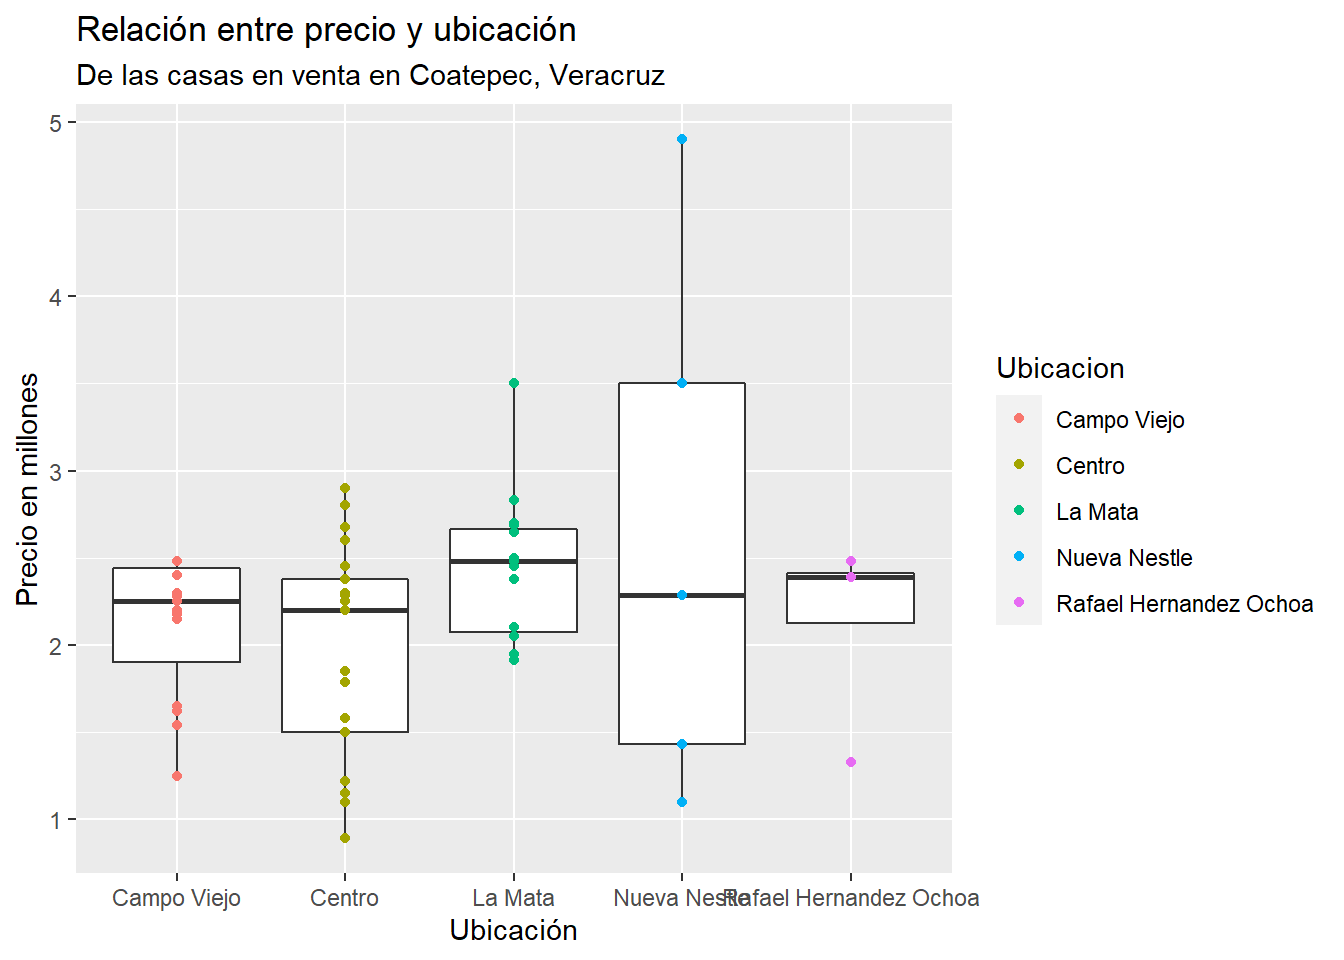 Relación entre precio y ubicación
De las casas en venta en Coatepec, Veracruz
Precio en millones
5
4
3
2
1
Campo Viejo
Centro
La Mata
Nueva Nestle
Rafael Hernandez Ochoa
Ubicación
Ubicacion
Campo Viejo
Centro
La Mata
Nueva Nestle
Rafael Hernandez Ochoa